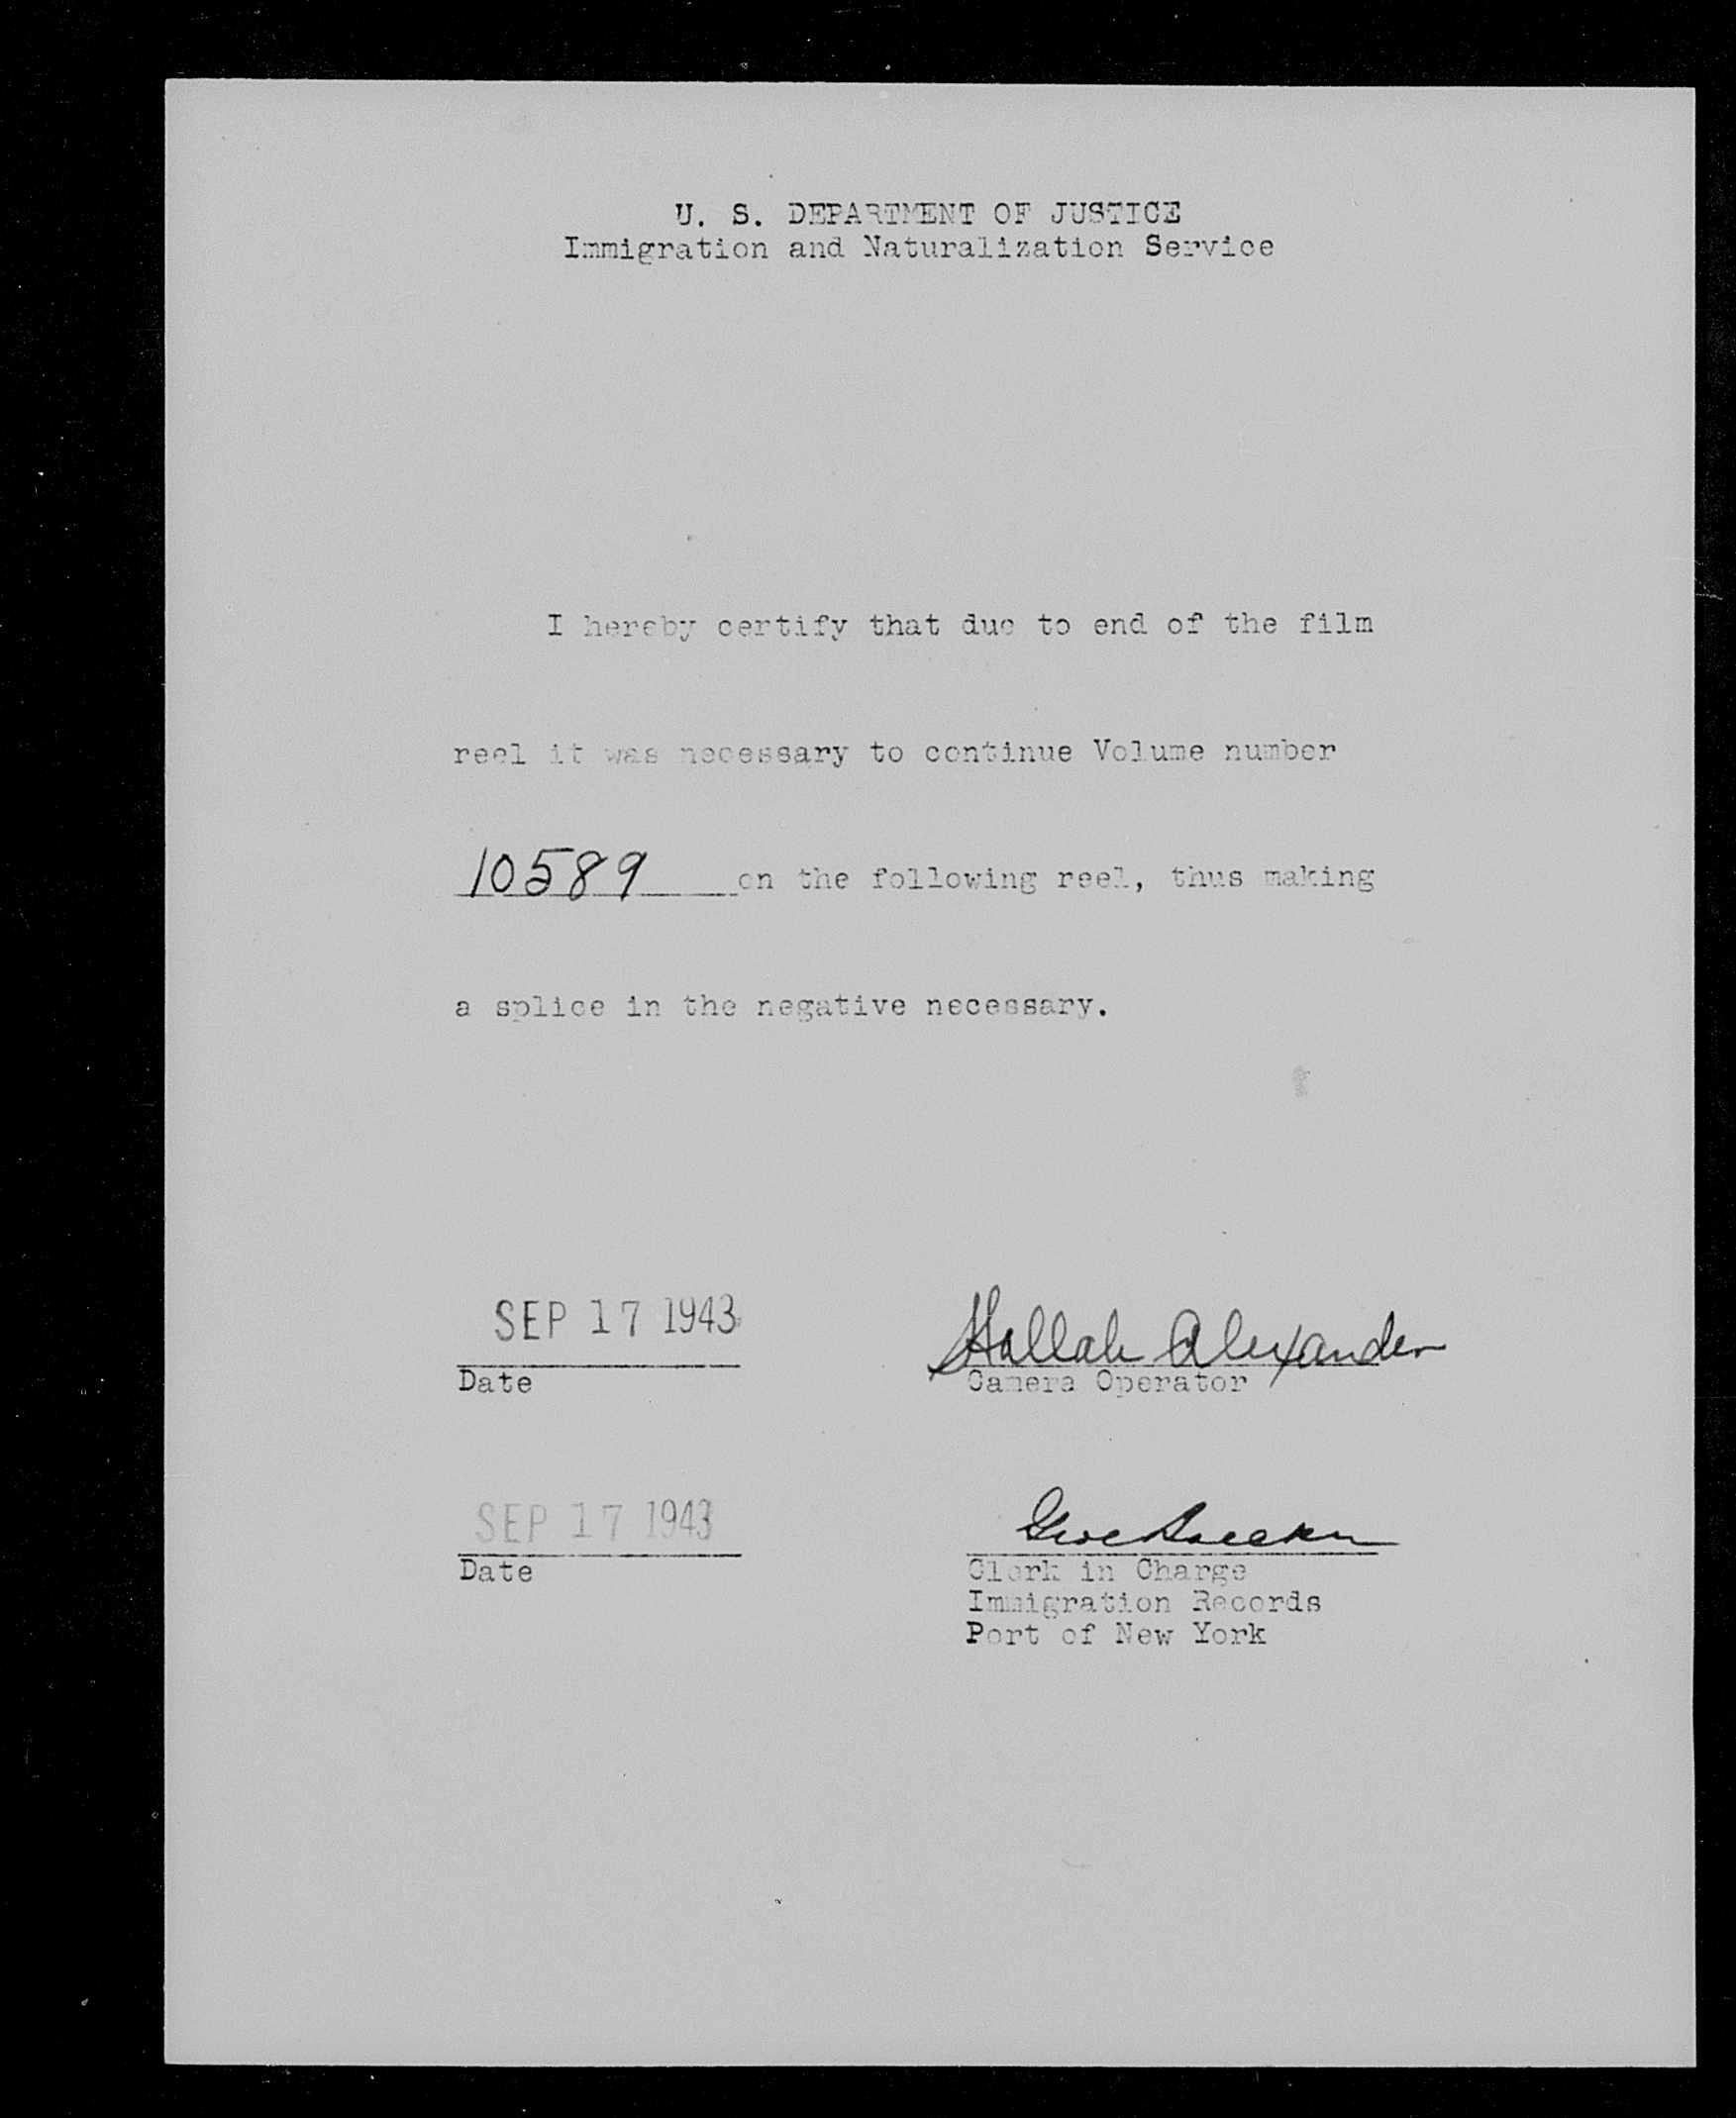 U. S. DEPARTMENT OF JUSTICE
Immigration and Naturalization Service
I hereby certify that due to end of the film
reel it was necessary to continue Volume number
10589 on the following reel, thus making
a splice in the negative necessary.
SEP 17 1943
Hallah Alexander
Date
Camera Operator
SEP 17 1943
Date
Clerk in Charge
Immigration Records
Port of New York